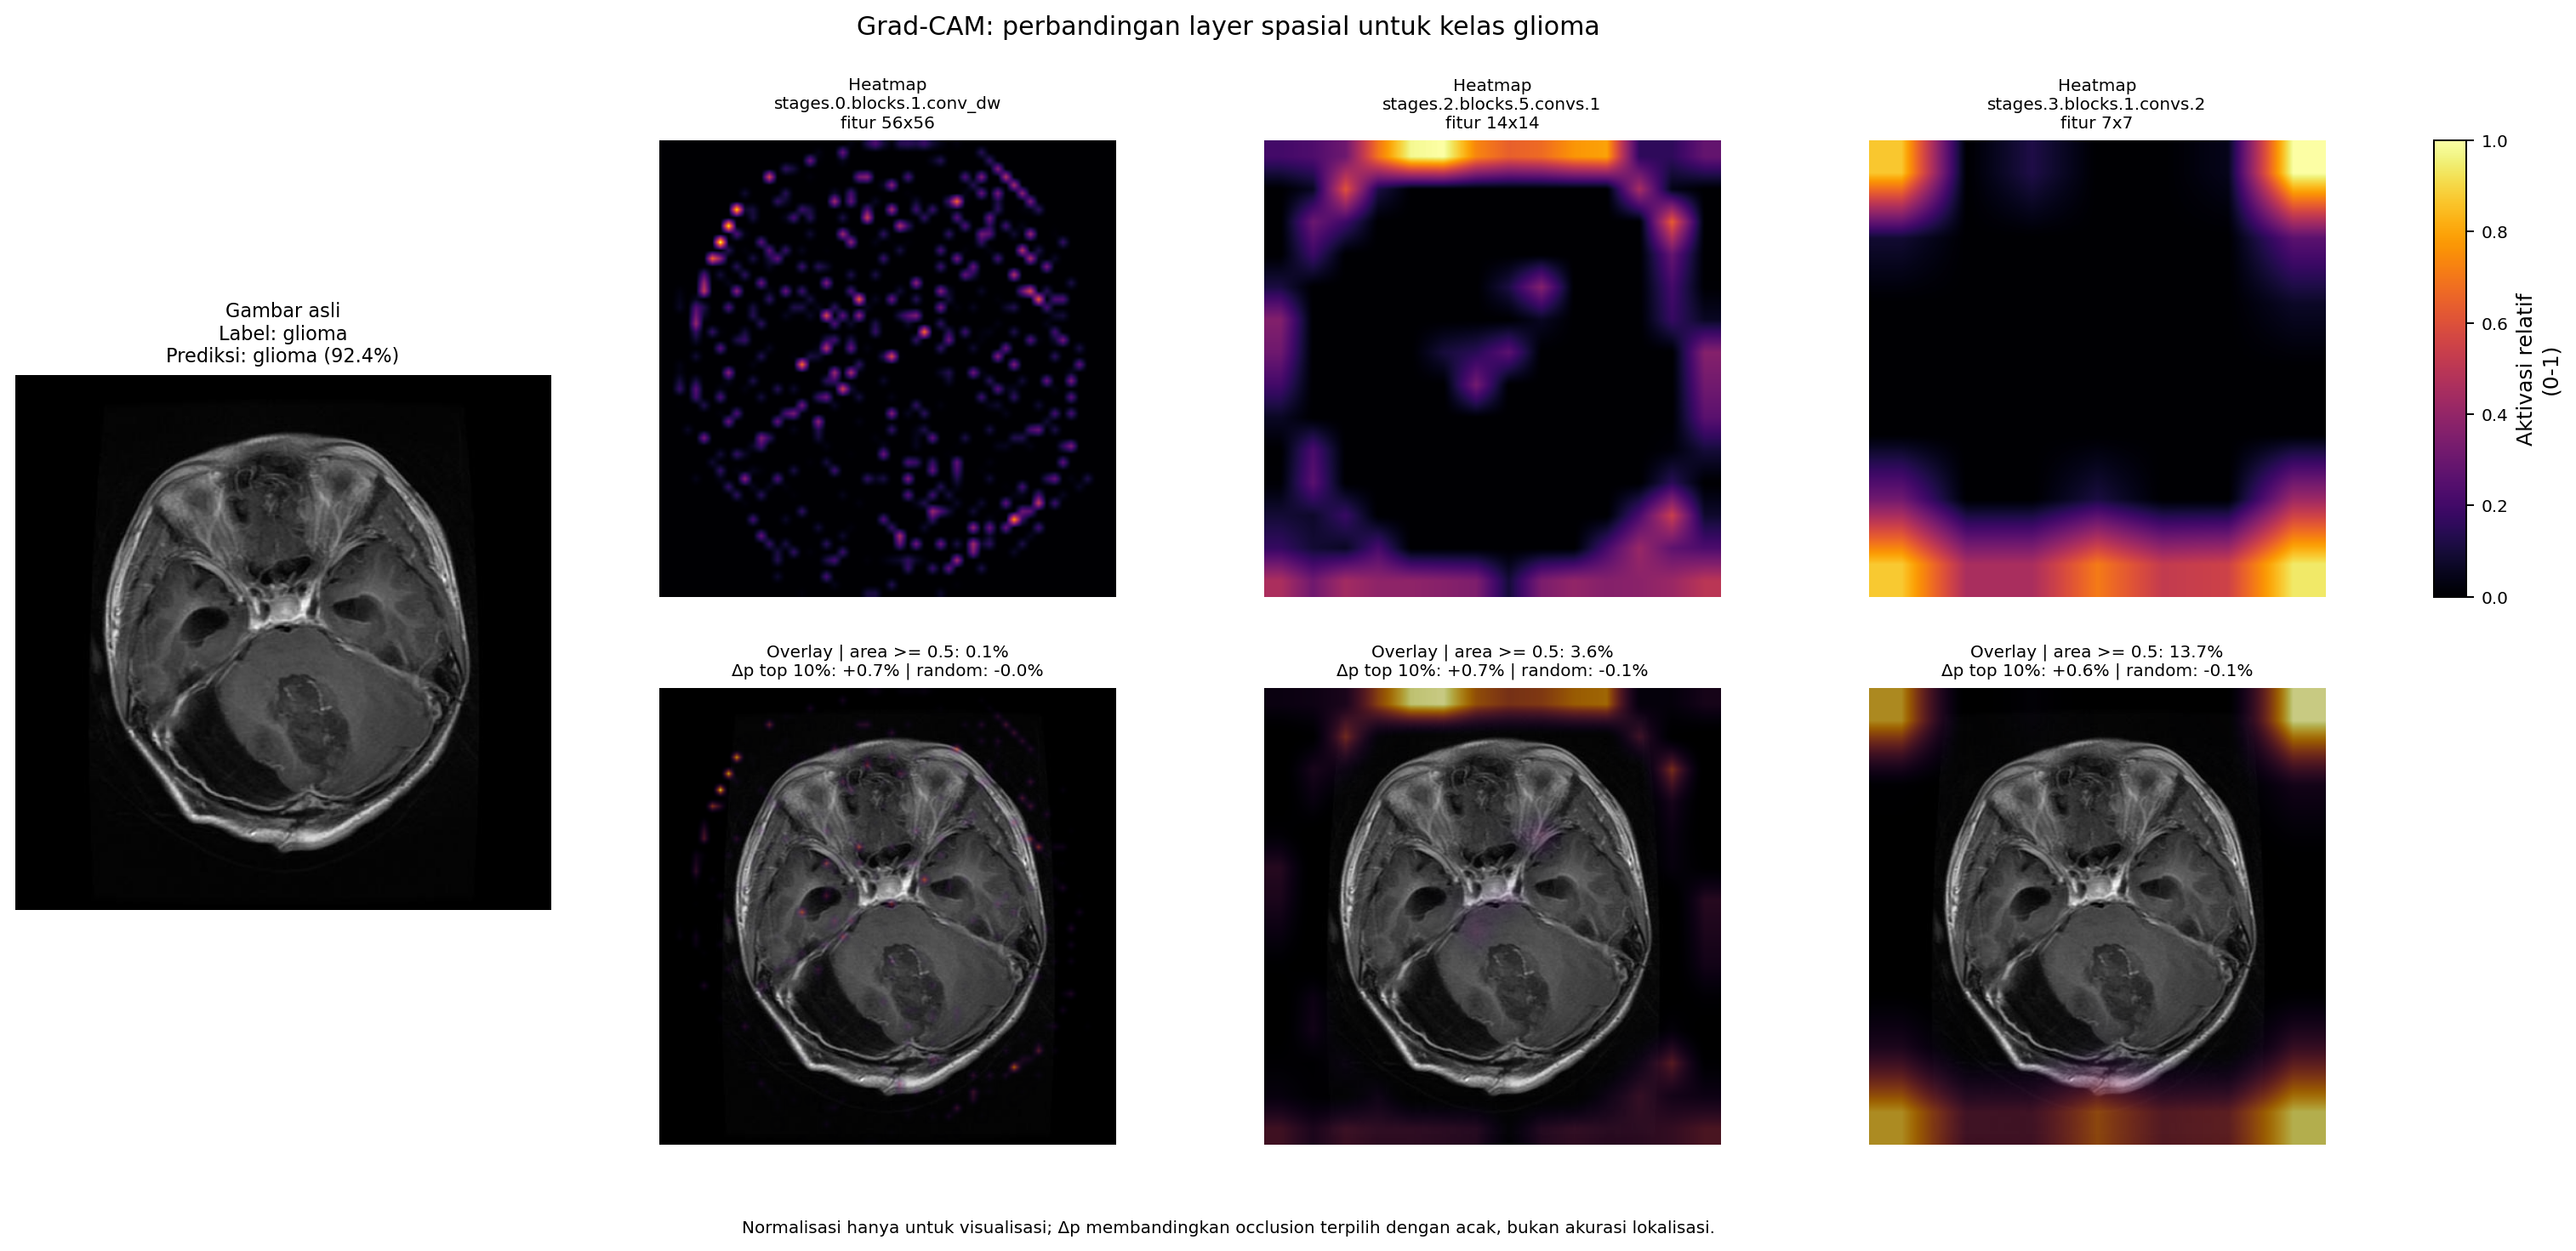 Grad-CAM: perbandingan layer spasial untuk kelas glioma
Gambar asli
Label: glioma
Prediksi: glioma (92.4%)
Heatmap
stages.0.blocks.1.conv_dw
fitur 56x56
Heatmap
stages.2.blocks.5.convs.1
fitur 14x14
Heatmap
stages.3.blocks.1.convs.2
fitur 7x7
1.0
0.8
0.6
0.4
0.2
0.0
Aktivasi relatif
(0-1)
Overlay | area >= 0.5: 0.1%
Δp top 10%: +0.7% | random: -0.0%
Overlay | area >= 0.5: 3.6%
Δp top 10%: +0.7% | random: -0.1%
Overlay | area >= 0.5: 13.7%
Δp top 10%: +0.6% | random: -0.1%
Normalisasi hanya untuk visualisasi; Δp membandingkan occlusion terpilih dengan acak, bukan akurasi lokalisasi.